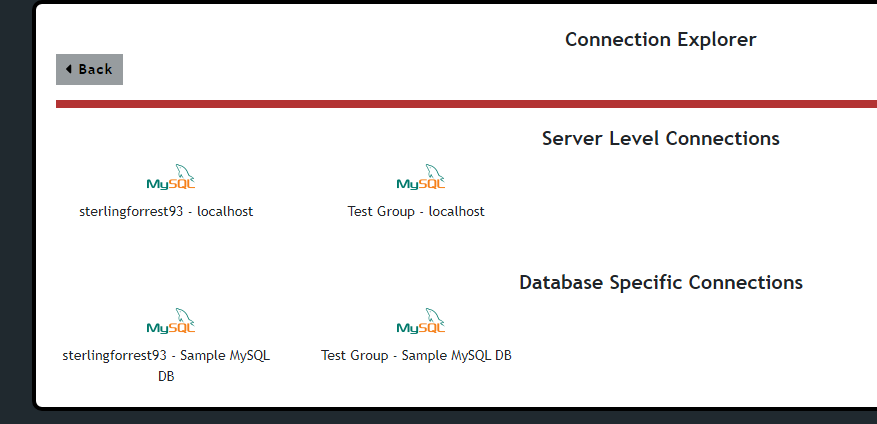 Connection Explorer
Back
Server Level Connections
MySQL
MySQL
sterlingforrest93 - localhost
Test Group - localhost
Database Specific Connections
MySQL
MySQL
sterlingforrest93 - Sample MySQL
DB
Test Group - Sample MySQL DB